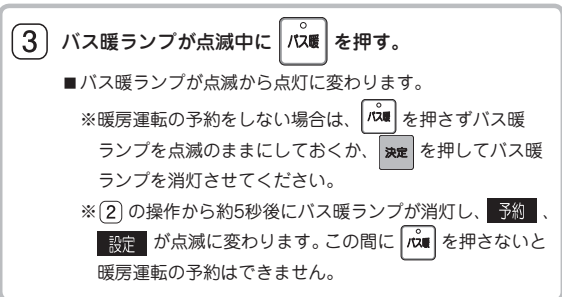 3 バス暖ランプが点滅中に バス暖 を押す。
■バス暖ランプが点滅から点灯に変わります。
※暖房運転の予約をしない場合は、 バス暖 を押さずバス暖
ランプを点滅のままにしておくか、 決定 を押してバス暖
ランプを消灯させてください。
※2 の操作から約5秒後にバス暖ランプが消灯し、 予約 、
設定 が点滅に変わります。この間に バス暖 を押さないと
暖房運転の予約はできません。